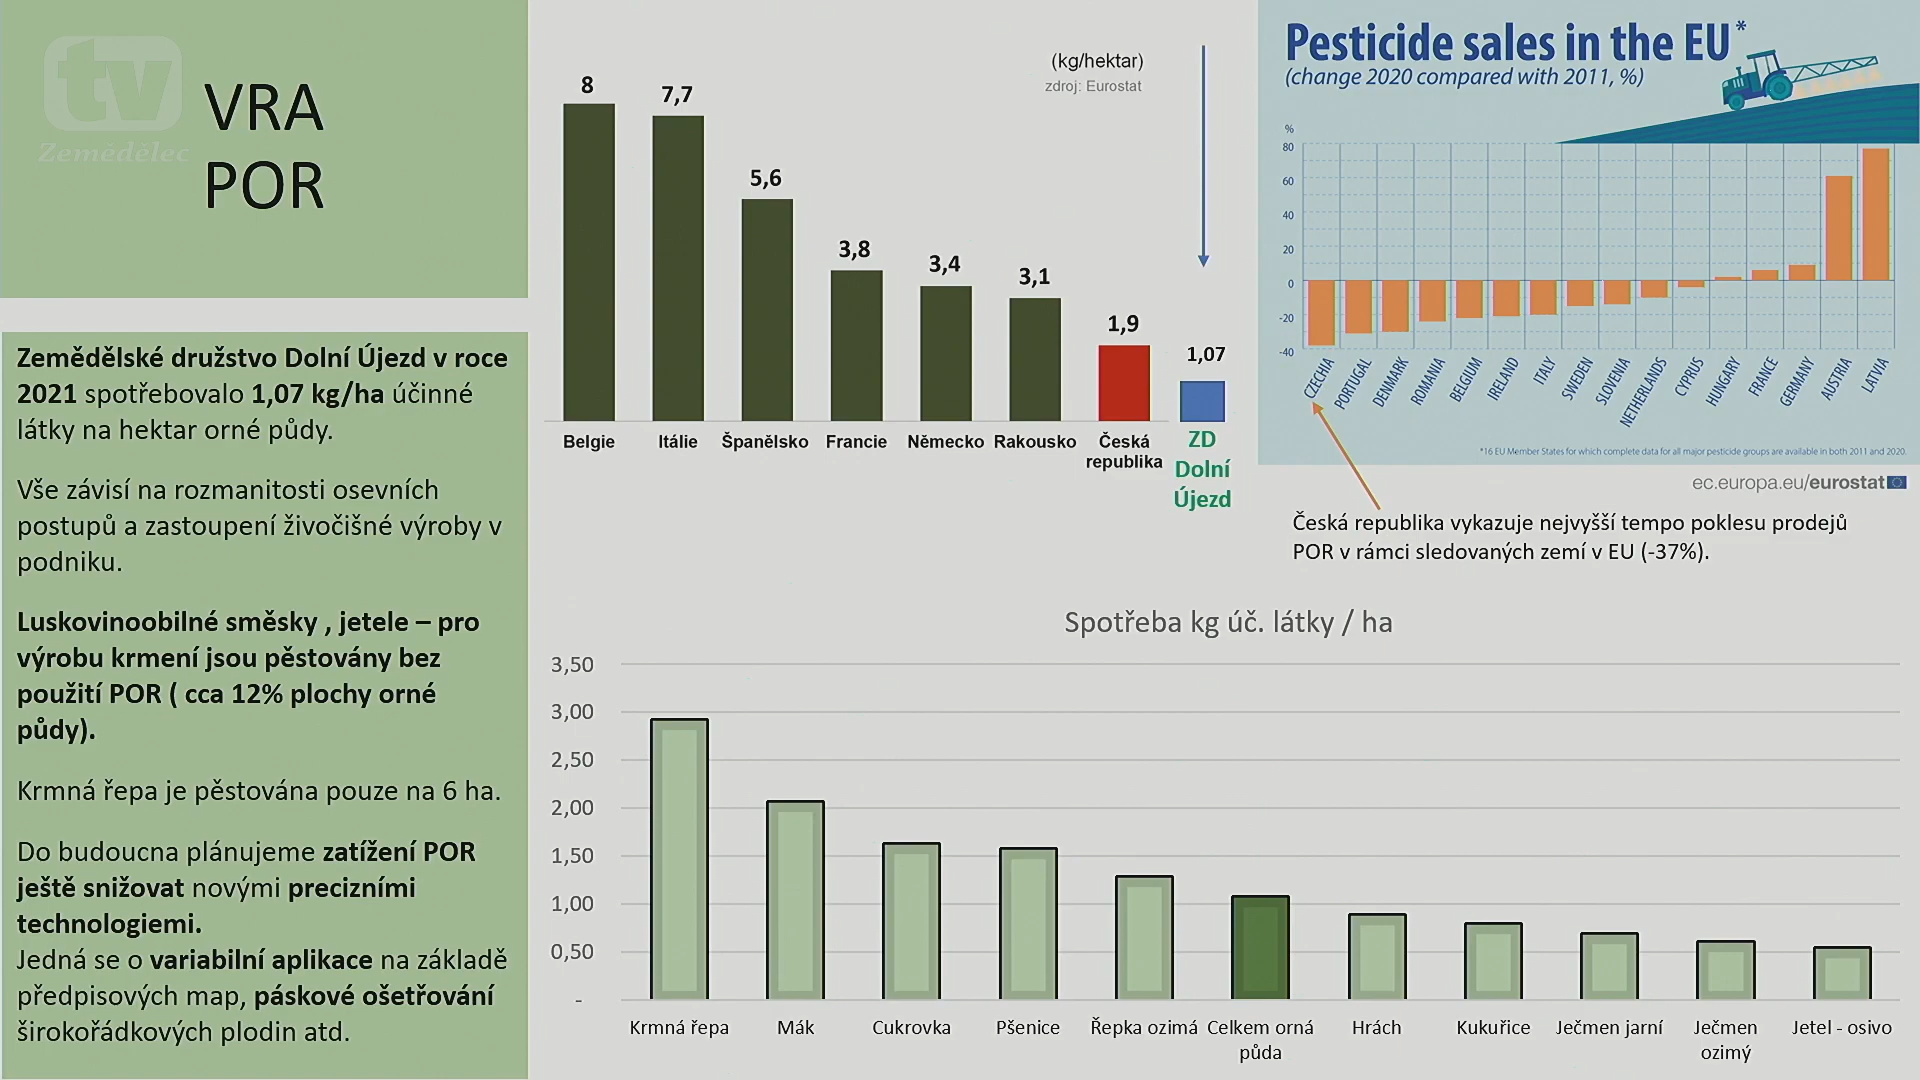 tv
Zemědělec
VRA
POR
Zemědělské družstvo Dolní Újezd v roce
2021 spotřebovalo 1,07 kg/ha účinné
látky na hektar orné půdy.
Vše závisí na rozmanitosti osevních
postupů a zastoupení živočišné výroby v
podniku.
Luskovinoobilné směsky , jetele – pro
výrobu krmení jsou pěstovány bez
použití POR ( cca 12% plochy orné
půdy).
Krmná řepa je pěstována pouze na 6 ha.
Do budoucna plánujeme zatížení POR
ještě snižovat novými precizními
technologiemi.
Jedná se o variabilní aplikace na základě
předpisových map, páskové ošetřování
širokořádkových plodin atd.
(kg/hektar)
zdroj: Eurostat
8
7,7
5,6
3,8
3,4
3,1
1,9
1,07
Belgie
Itálie
Španělsko
Francie
Německo
Rakousko
Česká
republika
ZD
Dolní
Újezd
Pesticide sales in the EU*
(change 2020 compared with 2011, %)
%
80
60
40
20
0
-20
-40
CZECHIA
PORTUGAL
DENMARK
ROMANIA
BELGIUM
IRELAND
ITALY
SWEDEN
SLOVENIA
NETHERLANDS
CYPRUS
HUNGARY
FRANCE
GERMANY
AUSTRIA
LATVIA
*16 EU Member States for which complete data for all major pesticide groups are available in both 2011 and 2020.
ec.europa.eu/eurostat
Česká republika vykazuje nejvyšší tempo poklesu prodejů
POR v rámci sledovaných zemí v EU (-37%).
Spotřeba kg úč. látky / ha
3,50
3,00
2,50
2,00
1,50
1,00
0,50
-
Krmná řepa
Mák
Cukrovka
Pšenice
Řepka ozimá
Celkem orná
půda
Hrách
Kukuřice
Ječmen jarní
Ječmen
ozimý
Jetel - osivo